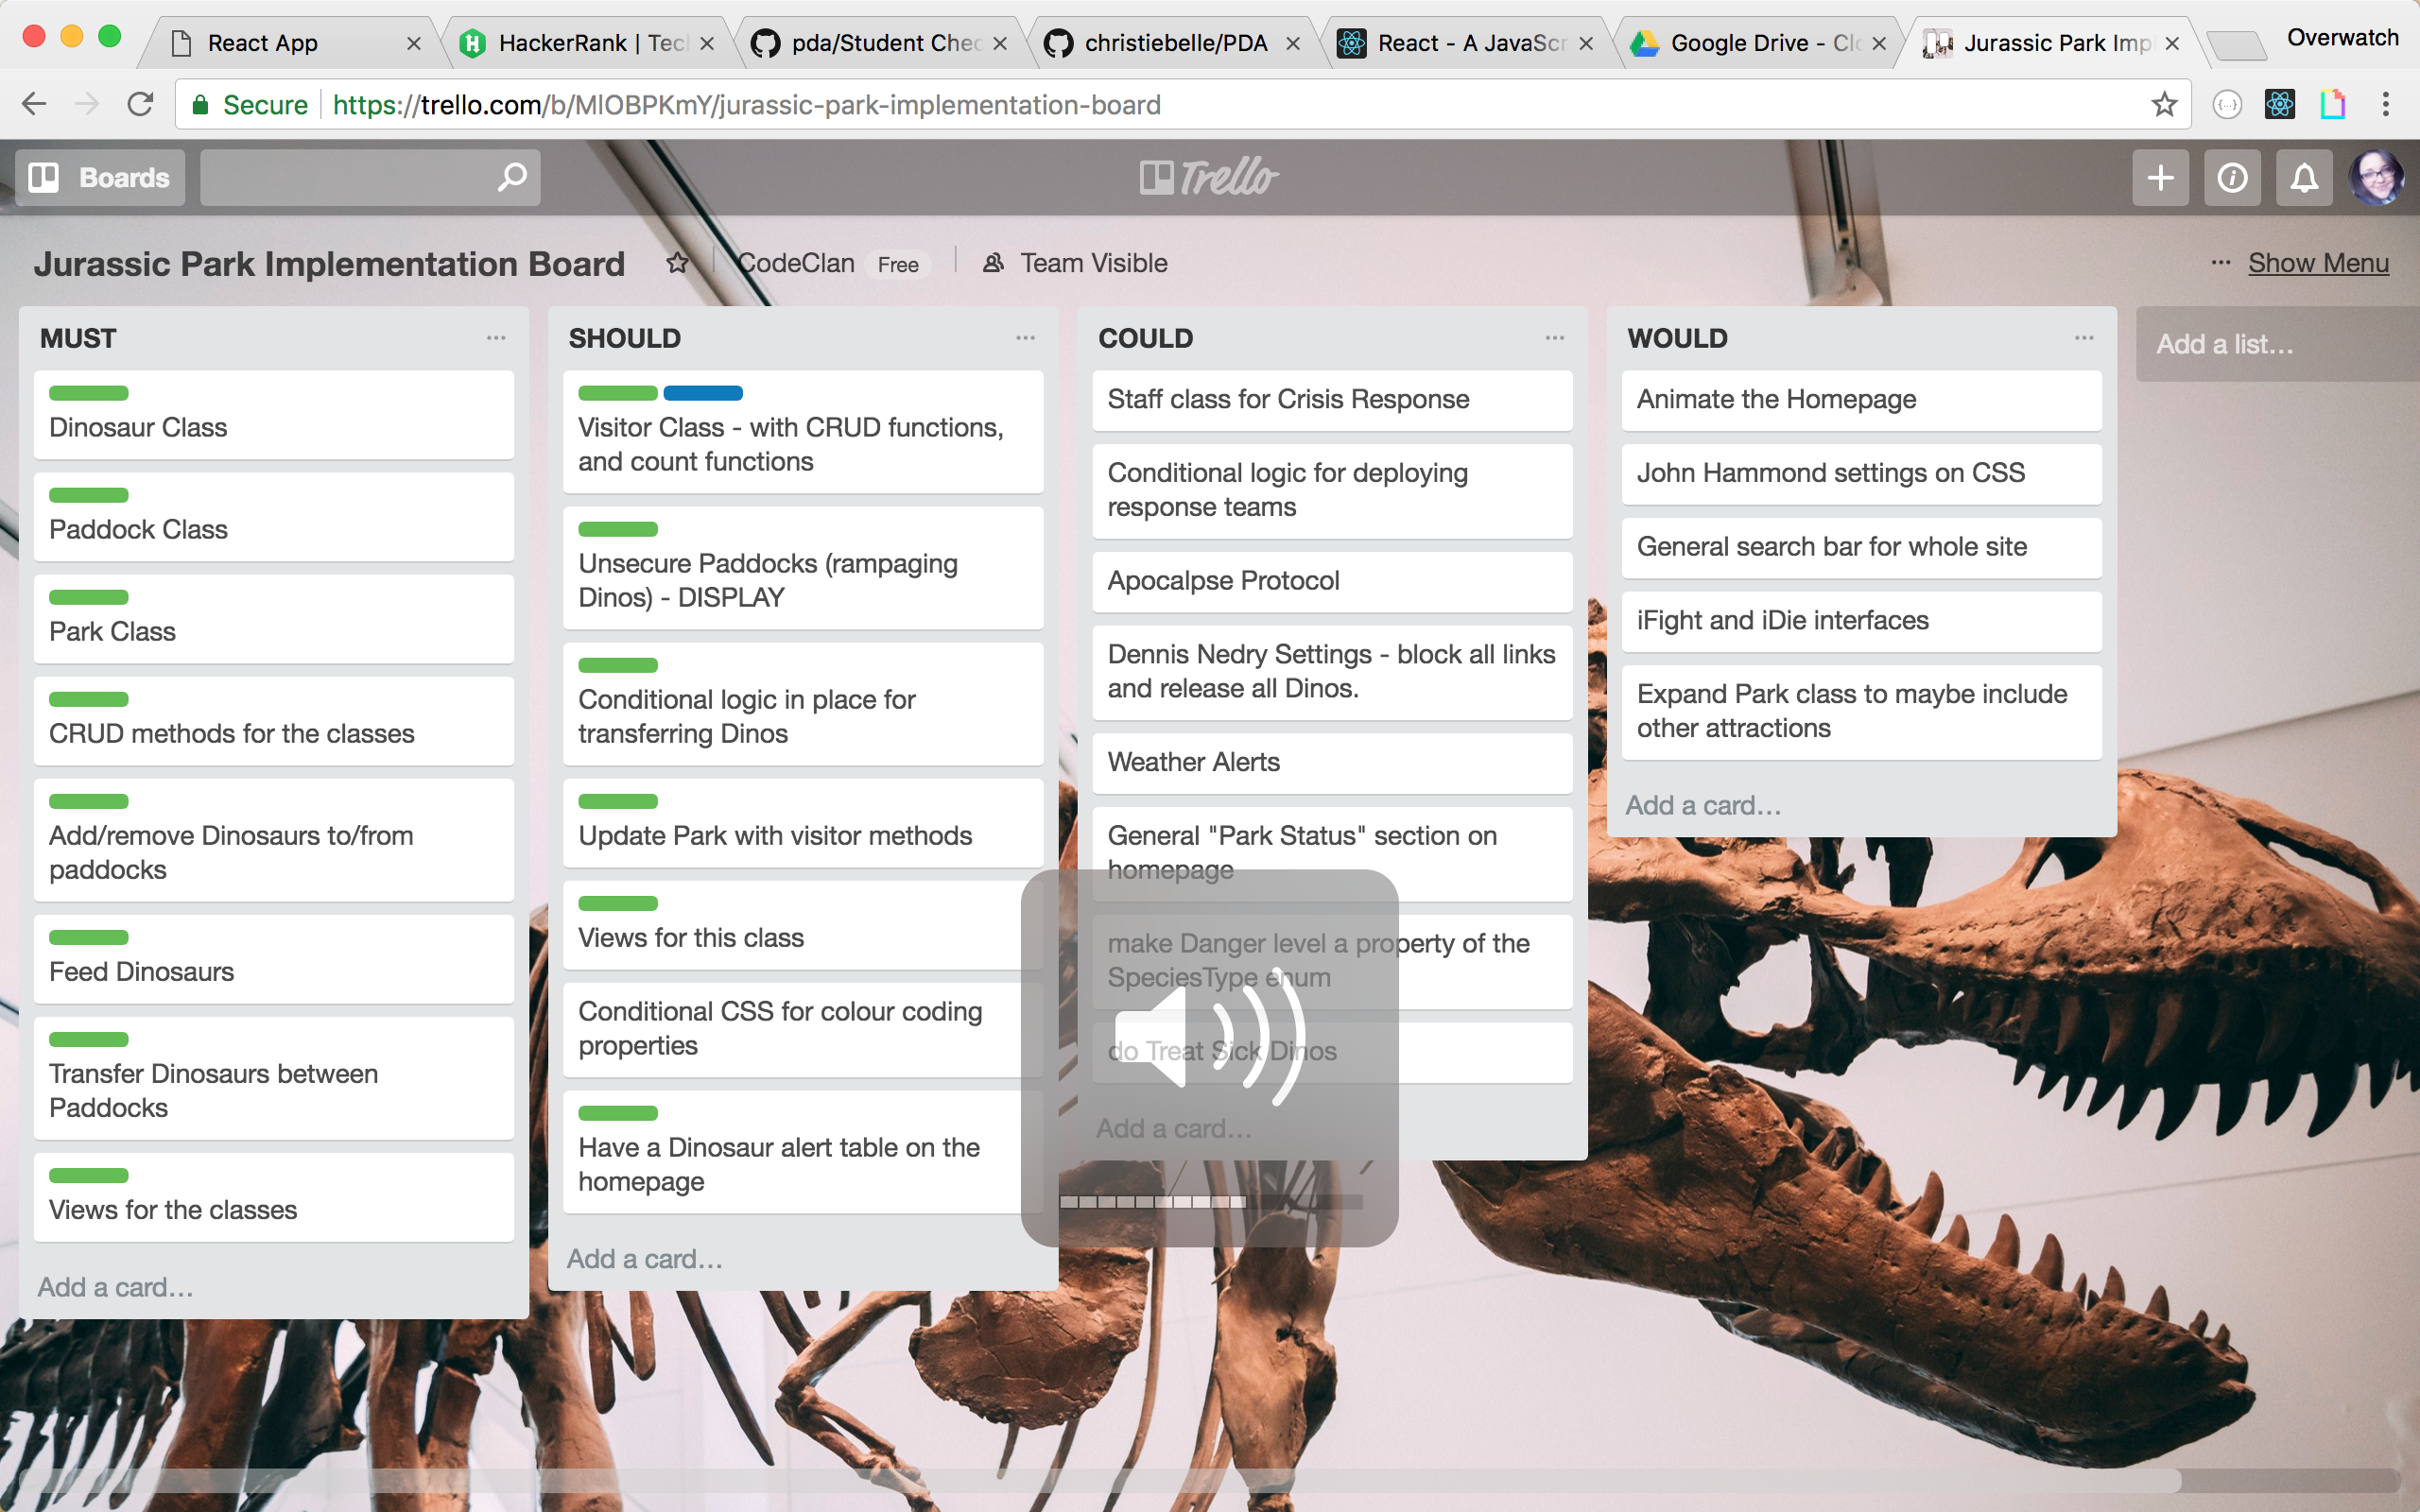 React App
HackerRank | Tech
pda/Student Chec
christiebelle/PDA
React - A JavaScr
Google Drive - Clo
Jurassic Park Imp
Overwatch
Secure
https://trello.com/b/MlOBPKmY/jurassic-park-implementation-board
Boards
Trello
Jurassic Park Implementation Board
CodeClan
Free
Team Visible
... Show Menu
MUST
Dinosaur Class
Paddock Class
Park Class
CRUD methods for the classes
Add/remove Dinosaurs to/from
paddocks
Feed Dinosaurs
Transfer Dinosaurs between
Paddocks
Views for the classes
Add a card...
SHOULD
Visitor Class - with CRUD functions,
and count functions
Unsecure Paddocks (rampaging
Dinos) - DISPLAY
Conditional logic in place for
transferring Dinos
Update Park with visitor methods
Views for this class
Conditional CSS for colour coding
properties
Have a Dinosaur alert table on the
homepage
Add a card...
COULD
Staff class for Crisis Response
Conditional logic for deploying
response teams
Apocalpse Protocol
Dennis Nedry Settings - block all links
and release all Dinos.
Weather Alerts
General "Park Status" section on
homepage
make Danger level a property of the
SpeciesType enum
do Treat Sick Dinos
Add a card...
WOULD
Animate the Homepage
John Hammond settings on CSS
General search bar for whole site
iFight and iDie interfaces
Expand Park class to maybe include
other attractions
Add a card...
Add a list...